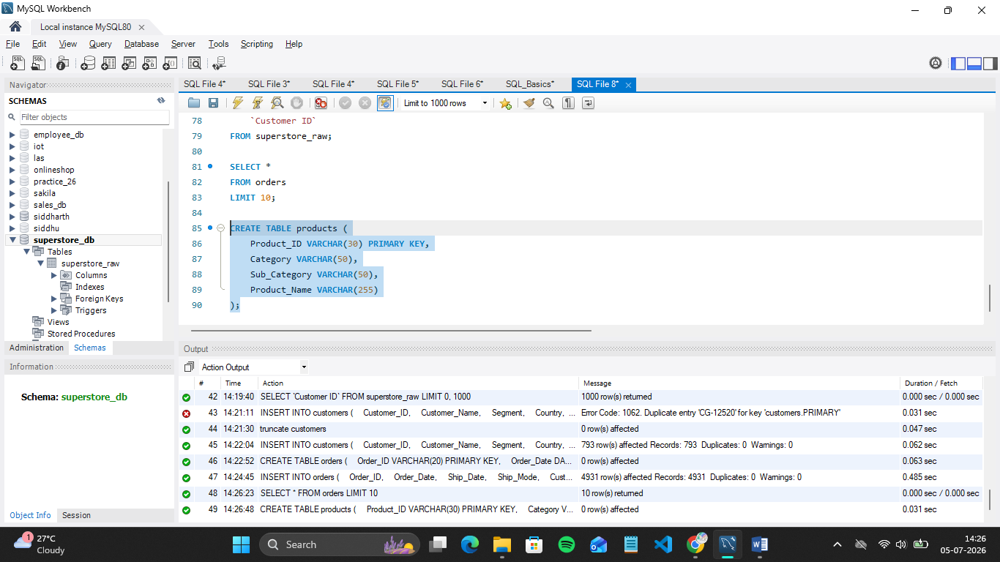 MySQL Workbench
Local instance MySQL80
File Edit View Query Database Server Tools Scripting Help
Navigator
SCHEMAS
Filter objects
employee_db
iot
las
onlineshop
practice_26
sakila
sales_db
siddharth
siddhu
superstore_db
Tables
superstore_raw
Columns
Indexes
Foreign Keys
Triggers
Views
Stored Procedures
Administration Schemas
Information
Schema: superstore_db
Object Info Session
SQL File 4* SQL File 3* SQL File 4* SQL File 5* SQL File 6* SQL_Basics* SQL File 8*
Limit to 1000 rows
78 `Customer ID`
79 FROM superstore_raw;
80
81 SELECT *
82 FROM orders
83 LIMIT 10;
84
85 CREATE TABLE products (
86 Product_ID VARCHAR(30) PRIMARY KEY,
87 Category VARCHAR(50),
88 Sub_Category VARCHAR(50),
89 Product_Name VARCHAR(255)
90 );
Output
Action Output
# Time Action Message Duration / Fetch
42 14:19:40 SELECT `Customer ID` FROM superstore_raw LIMIT 0, 1000 1000 row(s) returned 0.000 sec / 0.000 sec
43 14:21:11 INSERT INTO customers ( Customer_ID, Customer_Name, Segment, Country, ... Error Code: 1062. Duplicate entry 'CG-12520' for key 'customers.PRIMARY' 0.031 sec
44 14:21:30 truncate customers 0 row(s) affected 0.047 sec
45 14:22:04 INSERT INTO customers ( Customer_ID, Customer_Name, Segment, Country, ... 793 row(s) affected Records: 793 Duplicates: 0 Warnings: 0 0.062 sec
46 14:22:52 CREATE TABLE orders ( Order_ID VARCHAR(20) PRIMARY KEY, Order_Date DA... 0 row(s) affected 0.063 sec
47 14:24:45 INSERT INTO orders ( Order_ID, Order_Date, Ship_Date, Ship_Mode, Cust... 4931 row(s) affected Records: 4931 Duplicates: 0 Warnings: 0 0.485 sec
48 14:26:23 SELECT * FROM orders LIMIT 10 10 row(s) returned 0.000 sec / 0.000 sec
49 14:26:48 CREATE TABLE products ( Product_ID VARCHAR(30) PRIMARY KEY, Category V... 0 row(s) affected 0.031 sec
1
27°C
Cloudy
Search
14:26
05-07-2026